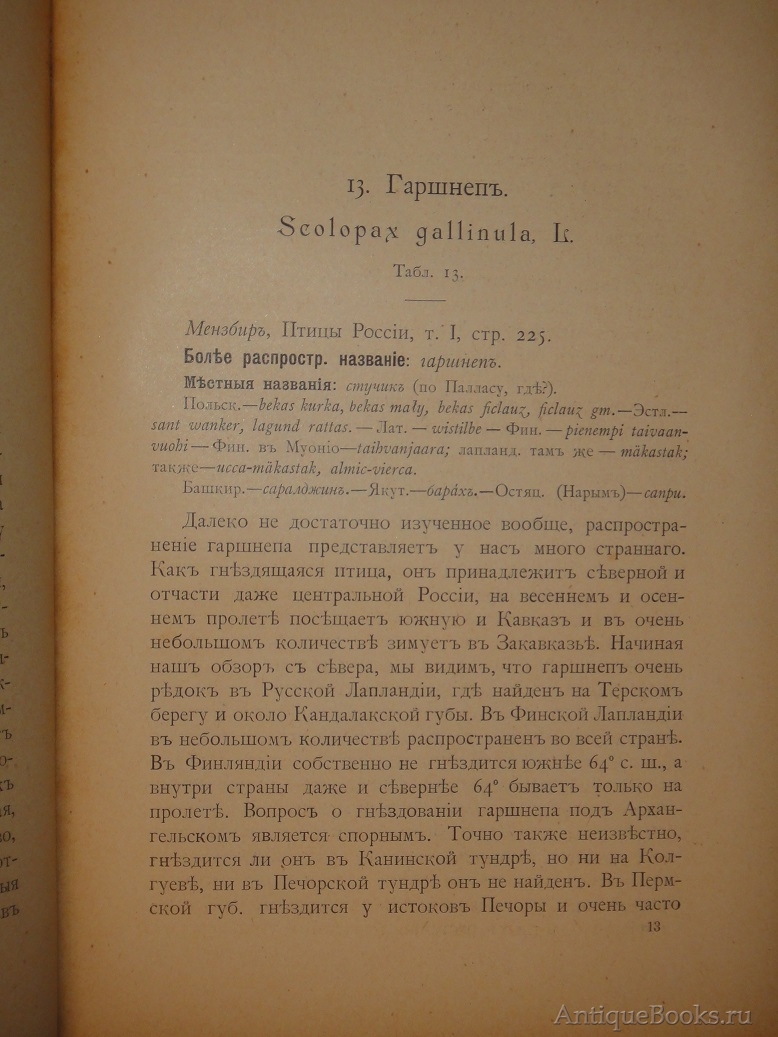 13. Гаршнепъ.
Scolopax gallinula, L.
Табл. 13.
Мензбиръ, Птицы Россіи, т. I, стр. 225.
Болѣе распростр. названіе: гаршнепъ.
Мѣстныя названія: стучикъ (по Палласу, гдѣ?).
Польск.—bekas kurka, bekas mały, bekas ficlauz, ficlauz gm.—Эстл.—
sant wanker, lagund rattas. — Лат. — wistilbe — Фин. — pienempi taivaan-
vuohi — Фин. въ Муоніо—taihvanjaara; лапланд. тамъ же — mäkastak;
также—ucca-mäkastak, almic-vierca.
Башкир.—саралджинъ.—Якут.—барáхъ.—Остяц. (Нарымъ)—сапри.
Далеко не достаточно изученное вообще, распростра-
неніе гаршнепа представляетъ у насъ много страннаго.
Какъ гнѣздящаяся птица, онъ принадлежитъ сѣверной и
отчасти даже центральной Россіи, на весеннемъ и осен-
немъ пролетѣ посѣщаетъ южную и Кавказъ и въ очень
небольшомъ количествѣ зимуетъ въ Закавказьѣ. Начиная
нашъ обзоръ съ сѣвера, мы видимъ, что гаршнепъ очень
рѣдокъ въ Русской Лапландіи, гдѣ найденъ на Терскомъ
берегу и около Кандалакской губы. Въ Финской Лапландіи
въ небольшомъ количествѣ распространенъ во всей странѣ.
Въ Финляндіи собственно не гнѣздится южнѣе 64° с. ш., а
внутри страны даже и сѣвернѣе 64° бываетъ только на
пролетѣ. Вопросъ о гнѣздованіи гаршнепа подъ Архан-
гельскомъ является спорнымъ. Точно также неизвѣстно,
гнѣздится ли онъ въ Канинской тундрѣ, но ни на Кол-
гуевѣ, ни въ Печорской тундрѣ онъ не найденъ. Въ Перм-
ской губ. гнѣздится у истоковъ Печоры и очень часто
13
AntiqueBooks.ru